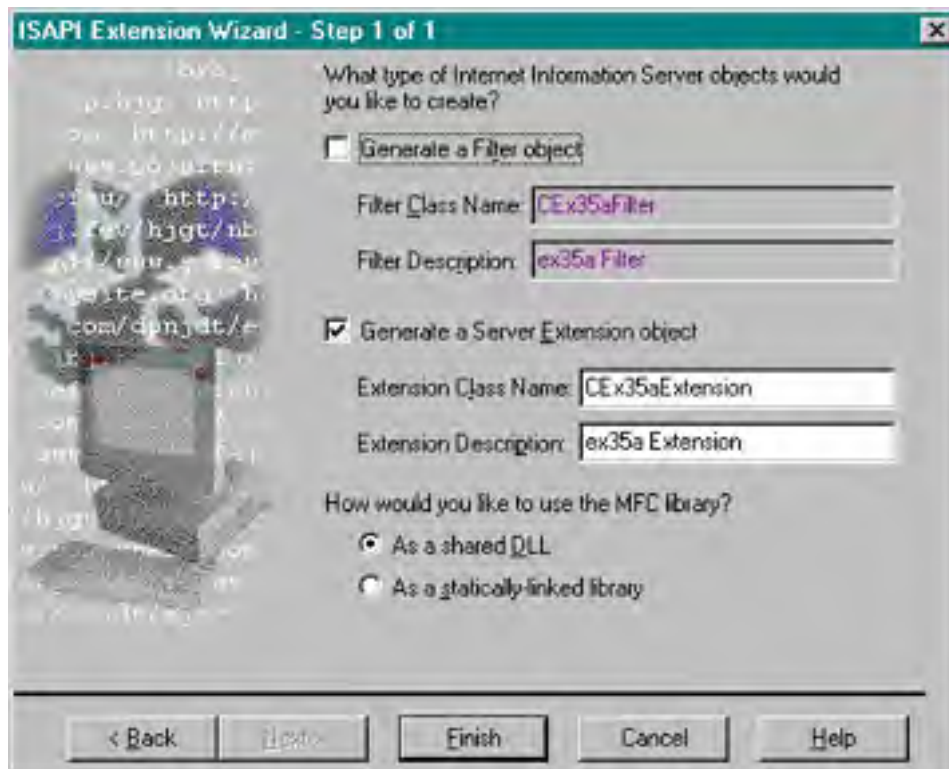 ISAPI Extension Wizard - Step 1 of 1
What type of Internet Information Server objects would
you like to create?
Generate a Filter object
Filter Class Name: CEx35aFilter
Filter Description: ex35a Filter
Generate a Server Extension object
Extension Class Name: CEx35aExtension
Extension Description: ex35a Extension
How would you like to use the MFC library?
As a shared DLL
As a statically-linked library
http:/
com/dpnjdt/e
< Back
Next >
Finish
Cancel
Help